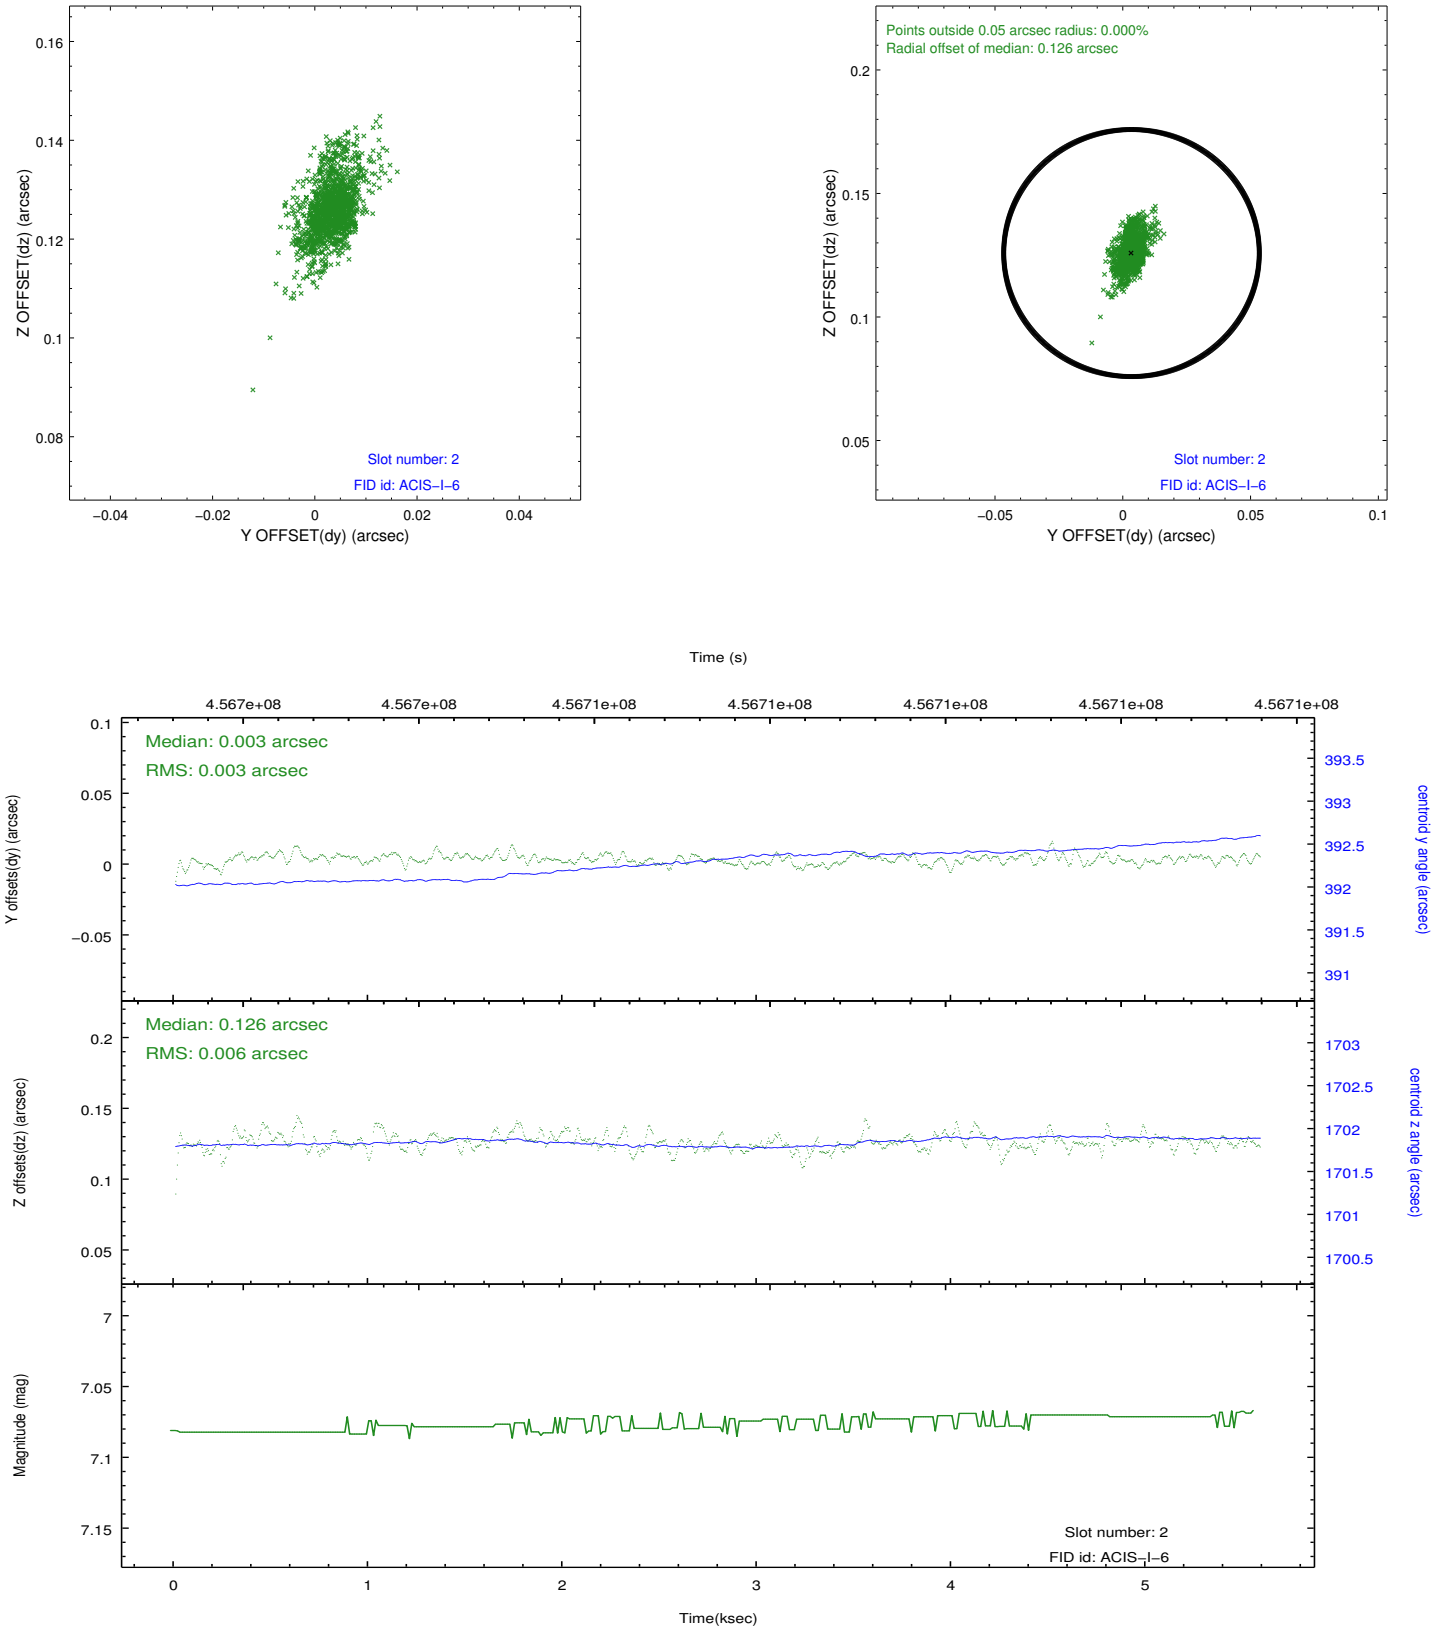 0.16
0.14
0.12
0.1
0.08
Z OFFSET(dz) (arcsec)
Slot number: 2
FID id: ACIS−I−6
−0.04 −0.02 0 0.02 0.04
Y OFFSET(dy) (arcsec)
Points outside 0.05 arcsec radius: 0.000%
Radial offset of median: 0.126 arcsec
0.2
0.15
0.1
0.05
Z OFFSET(dz) (arcsec)
Slot number: 2
FID id: ACIS−I−6
−0.05 0 0.05 0.1
Y OFFSET(dy) (arcsec)
Time (s)
4.567e+08 4.567e+08 4.5671e+08 4.5671e+08 4.5671e+08 4.5671e+08 4.5671e+08
Median: 0.003 arcsec
RMS: 0.003 arcsec
0.1
0.05
0
−0.05
Y offsets(dy) (arcsec)
393.5
393
392.5
392
391.5
391
centroid y angle (arcsec)
Median: 0.126 arcsec
RMS: 0.006 arcsec
0.2
0.15
0.1
0.05
Z offsets(dz) (arcsec)
1703
1702.5
1702
1701.5
1701
1700.5
centroid z angle (arcsec)
7
7.05
7.1
7.15
Magnitude (mag)
Slot number: 2
FID id: ACIS−I−6
0 1 2 3 4 5
Time(ksec)